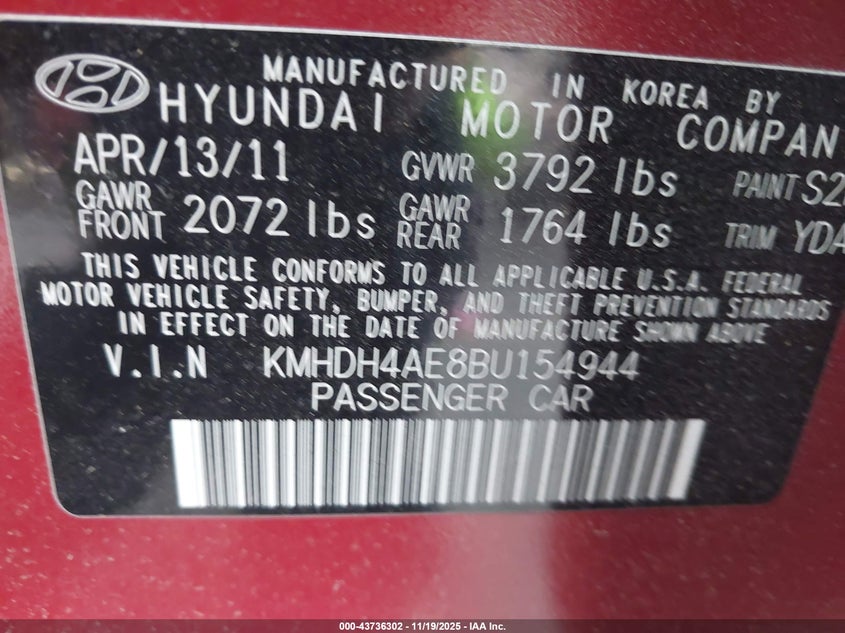 MANUFACTURED IN KOREA BY
HYUNDAI MOTOR COMPAN
APR/13/11 GVWR 3792 lbs PAINT S2
GAWR FRONT 2072 lbs GAWR REAR 1764 lbs TRIM YDA
THIS VEHICLE CONFORMS TO ALL APPLICABLE U.S.A. FEDERAL
MOTOR VEHICLE SAFETY, BUMPER, AND THEFT PREVENTION STANDARDS
IN EFFECT ON THE DATE OF MANUFACTURE SHOWN ABOVE
V.I.N KMHDH4AE8BU154944
PASSENGER CAR
000-43736302 - 11/19/2025 - IAA Inc.